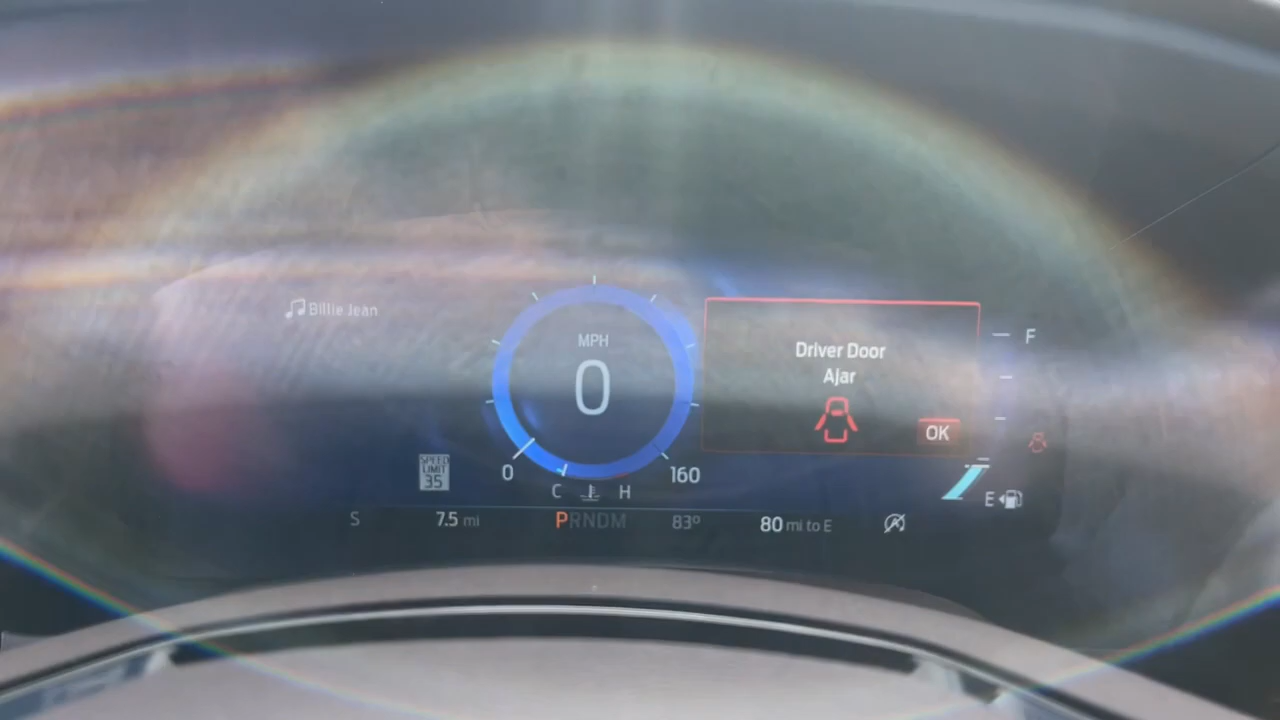 Billie Jean
MPH
0
0
160
Driver Door
Ajar
OK
F
E
SPEED
LIMIT
35
C
H
S
7.5 mi
PRNDM
83º
80 mi to E